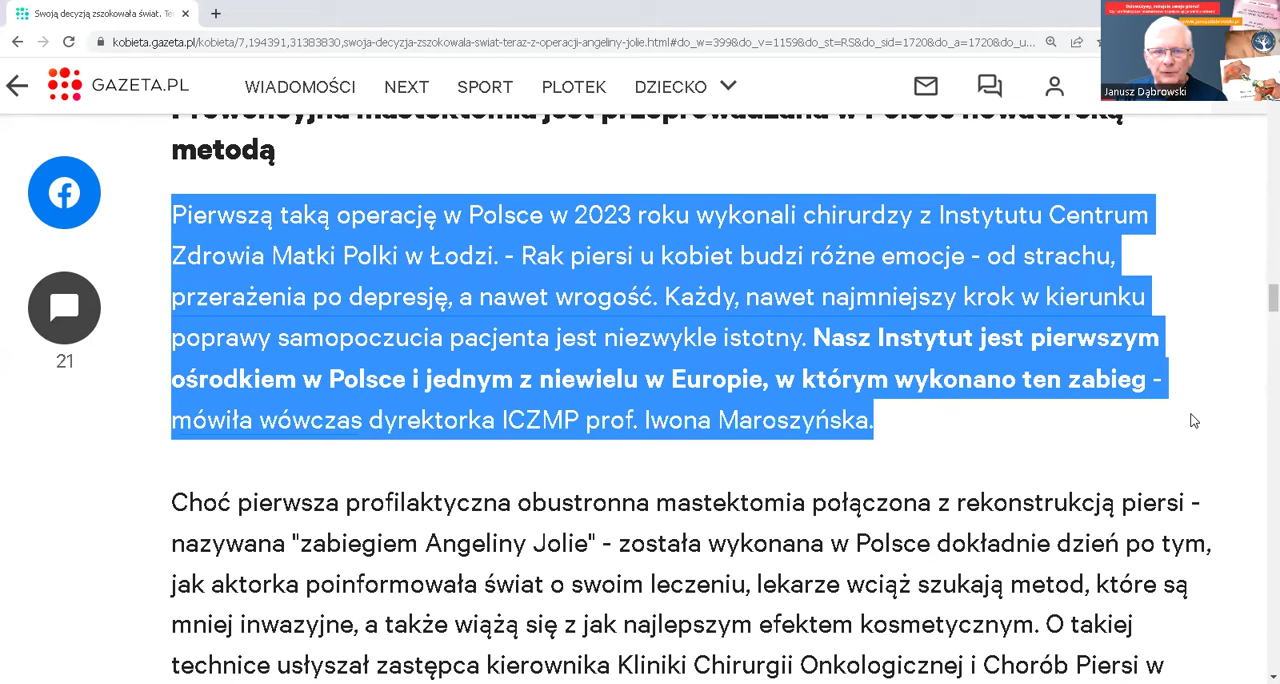 Swoją decyzją zszokowała świat. Te
kobieta.gazeta.pl/kobieta/7,194391,31383830,swoja-decyzja-zszokowala-swiat-teraz-z-operacji-angeliny-jolie.html#do_w=399&do_v=1159&do_st=RS&do_sid=1720&do_a=1720&do_u...
Janusz Dąbrowski
GAZETA.PL WIADOMOŚCI NEXT SPORT PLOTEK DZIECKO
Prewencyjna mastektomia jest przeprowadzana w Polsce nowatorską
metodą
Pierwszą taką operację w Polsce w 2023 roku wykonali chirurdzy z Instytutu Centrum
Zdrowia Matki Polki w Łodzi. - Rak piersi u kobiet budzi różne emocje - od strachu,
przerażenia po depresję, a nawet wrogość. Każdy, nawet najmniejszy krok w kierunku
poprawy samopoczucia pacjenta jest niezwykle istotny. Nasz Instytut jest pierwszym
ośrodkiem w Polsce i jednym z niewielu w Europie, w którym wykonano ten zabieg -
mówiła wówczas dyrektorka ICZMP prof. Iwona Maroszyńska.
21
Choć pierwsza profilaktyczna obustronna mastektomia połączona z rekonstrukcją piersi -
nazywana "zabiegiem Angeliny Jolie" - została wykonana w Polsce dokładnie dzień po tym,
jak aktorka poinformowała świat o swoim leczeniu, lekarze wciąż szukają metod, które są
mniej inwazyjne, a także wiążą się z jak najlepszym efektem kosmetycznym. O takiej
technice usłyszał zastępca kierownika Kliniki Chirurgii Onkologicznej i Chorób Piersi w